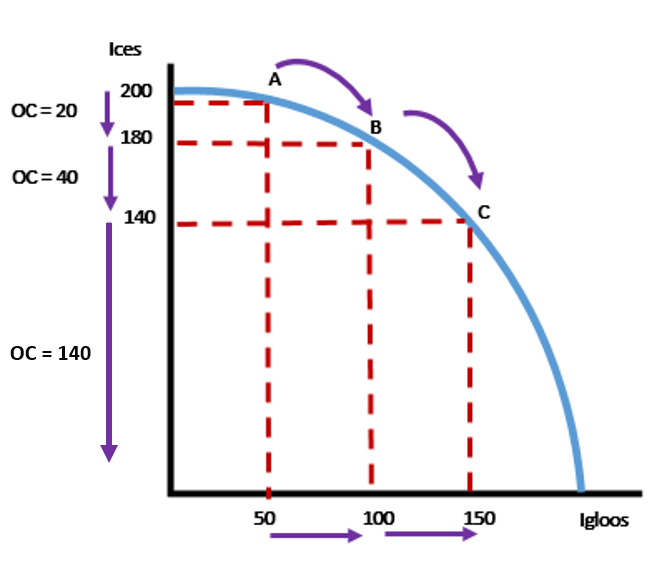 Ices
200
A
OC = 20
B
180
OC = 40
140
C
OC = 140
50
100
150
Igloos